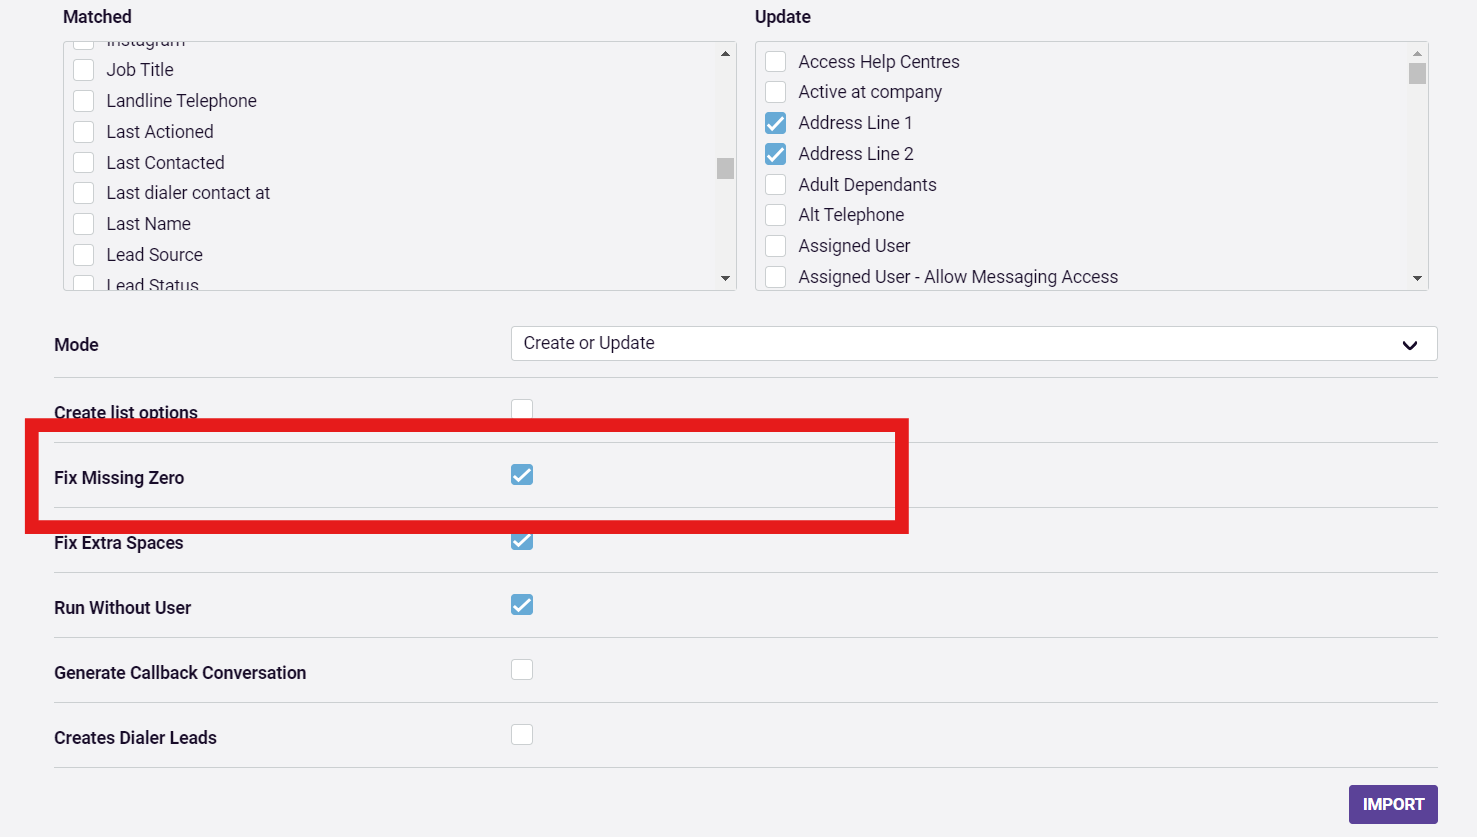 Matched
Update
Instagram
Job Title
Landline Telephone
Last Actioned
Last Contacted
Last dialer contact at
Last Name
Lead Source
Lead Status
Access Help Centres
Active at company
Address Line 1
Address Line 2
Adult Dependants
Alt Telephone
Assigned User
Assigned User - Allow Messaging Access
Mode
Create or Update
Create list options
Fix Missing Zero
Fix Extra Spaces
Run Without User
Generate Callback Conversation
Creates Dialer Leads
IMPORT